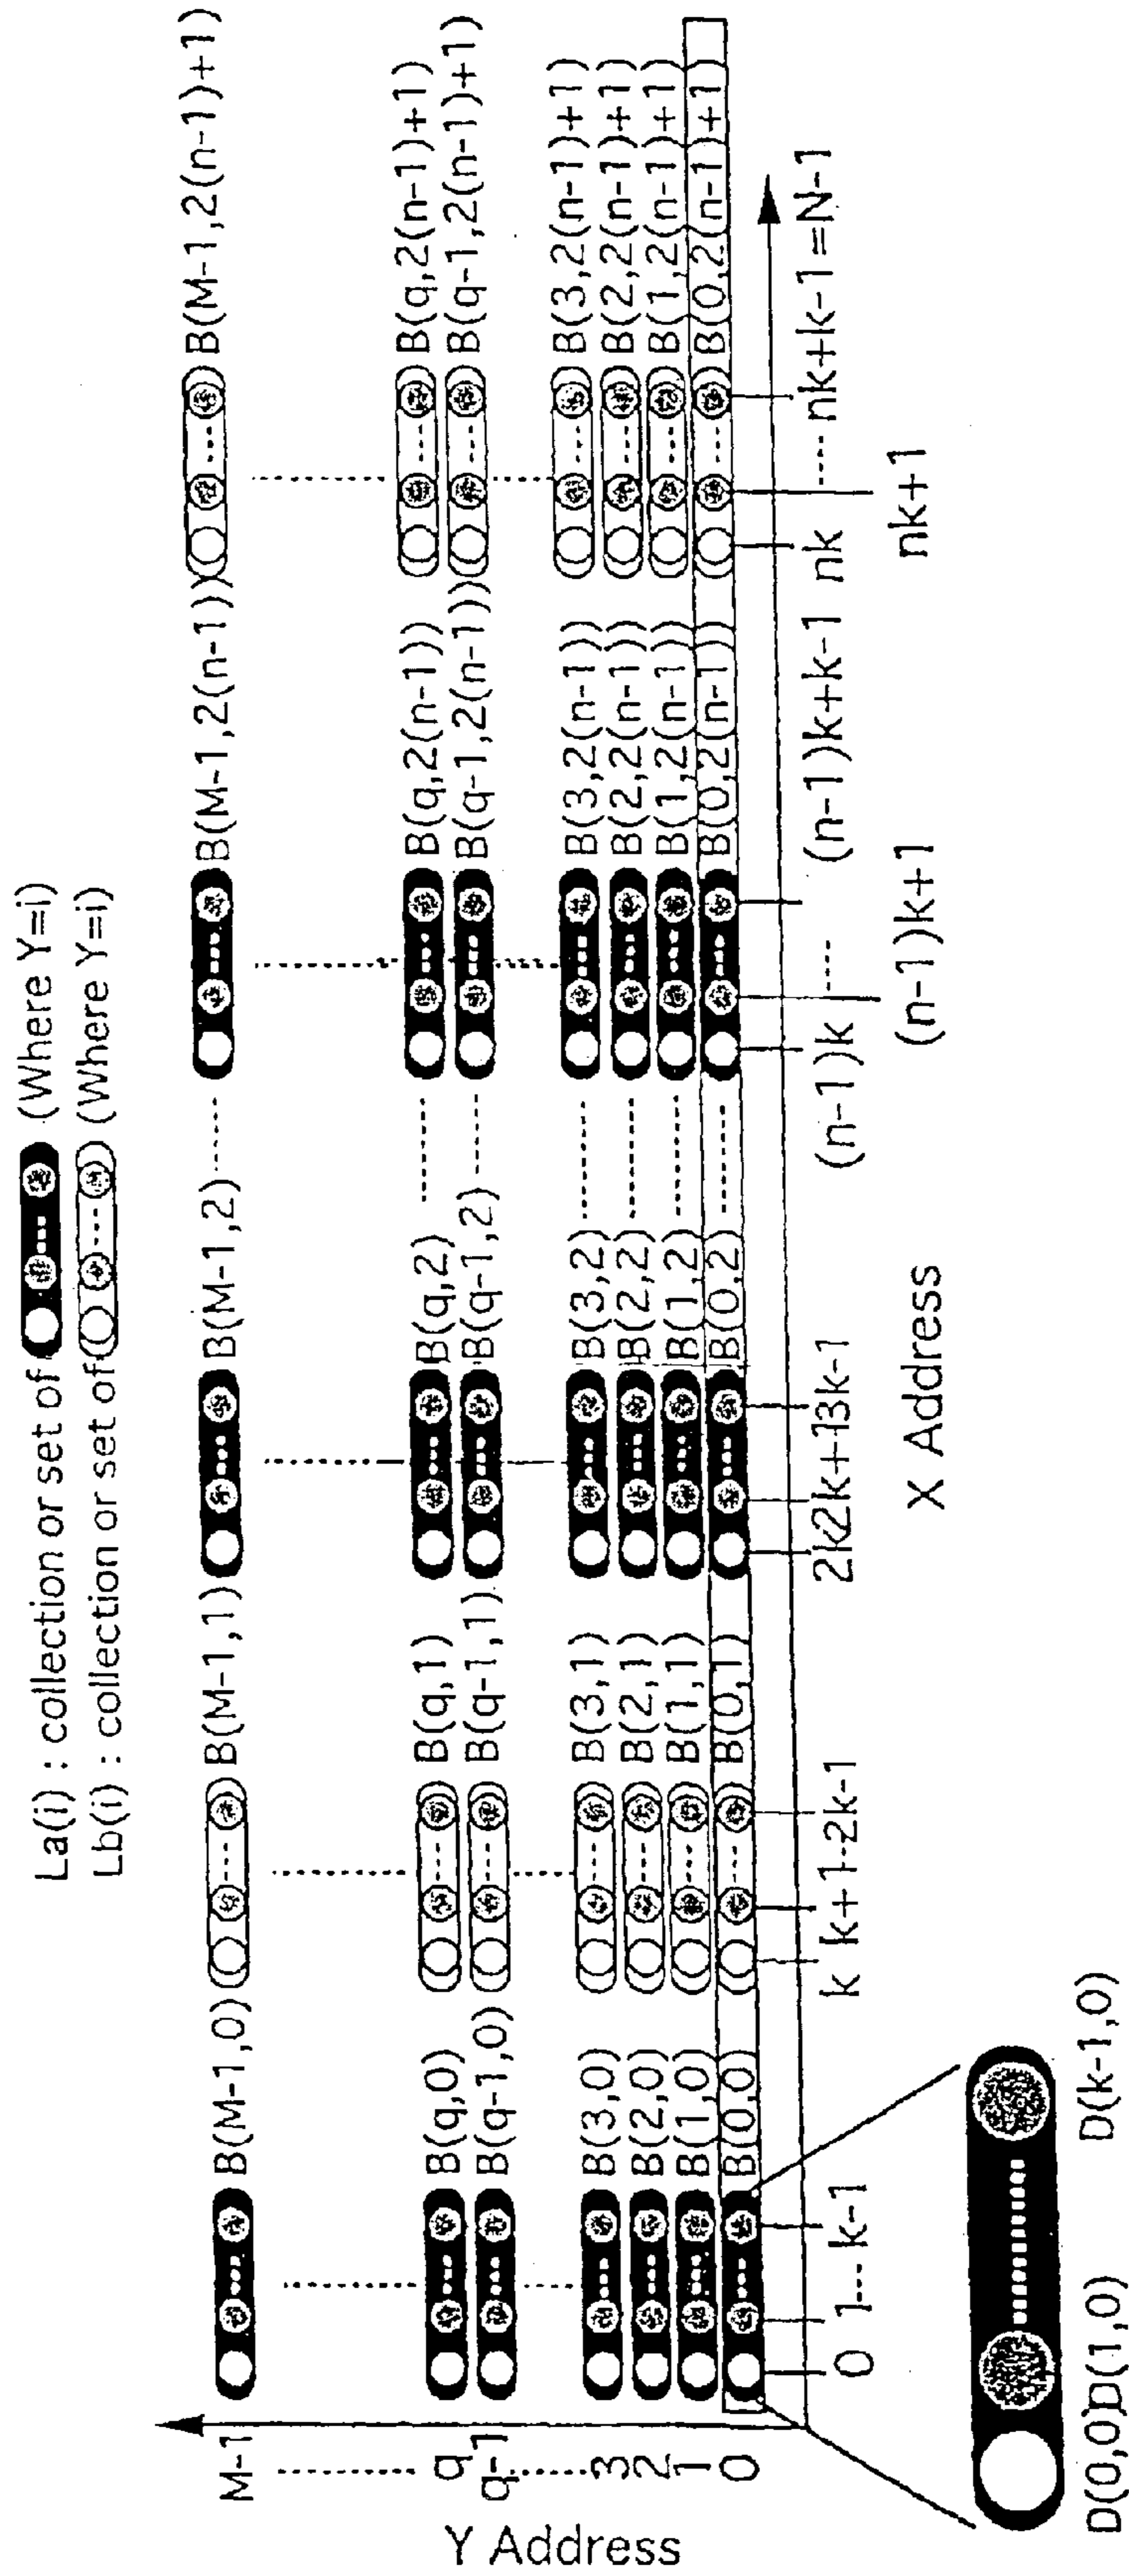 La(i) : collection or set of (Where Y=i)
Lb(i) : collection or set of (Where Y=i)
M-1 B(M-1,0) B(M-1,1) B(M-1,2) B(M-1,2(n-1)) B(M-1,2(n-1)+1)
q B(q,0) B(q,1) B(q,2) B(q,2(n-1)) B(q,2(n-1)+1)
q-1 B(q-1,0) B(q-1,1) B(q-1,2) B(q-1,2(n-1)) B(q-1,2(n-1)+1)
3 B(3,0) B(3,1) B(3,2) B(3,2(n-1)) B(3,2(n-1)+1)
2 B(2,0) B(2,1) B(2,2) B(2,2(n-1)) B(2,2(n-1)+1)
1 B(1,0) B(1,1) B(1,2) B(1,2(n-1)) B(1,2(n-1)+1)
0 B(0,0) B(0,1) B(0,2) B(0,2(n-1)) B(0,2(n-1)+1)
Y Address
0 1---k-1 k k+1-2k-1 2k2k+13k-1 (n-1)k ---- (n-1)k+k-1 nk ---- nk+k-1=N-1
(n-1)k+1 nk+1
X Address
D(0,0)D(1,0) D(k-1,0)